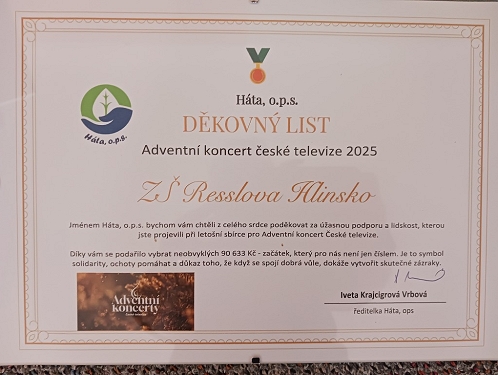 Háta, o.p.s.
Háta, o.p.s.
DĚKOVNÝ LIST
Adventní koncert české televize 2025
ZŠ Resslova Hlinsko
Jménem Háta, o.p.s. bychom vám chtěli z celého srdce poděkovat za úžasnou podporu a lidskost, kterou
jste projevili při letošní sbírce pro Adventní koncert České televize.
Díky vám se podařilo vybrat neobvyklých 90 633 Kč - začátek, který pro nás není jen číslem. Je to symbol
solidarity, ochoty pomáhat a důkaz toho, že když se spojí dobrá vůle, dokáže vytvořit skutečné zázraky.
Adventní
koncerty
Iveta Krajcigrová Vrbová
ředitelka Háta, ops